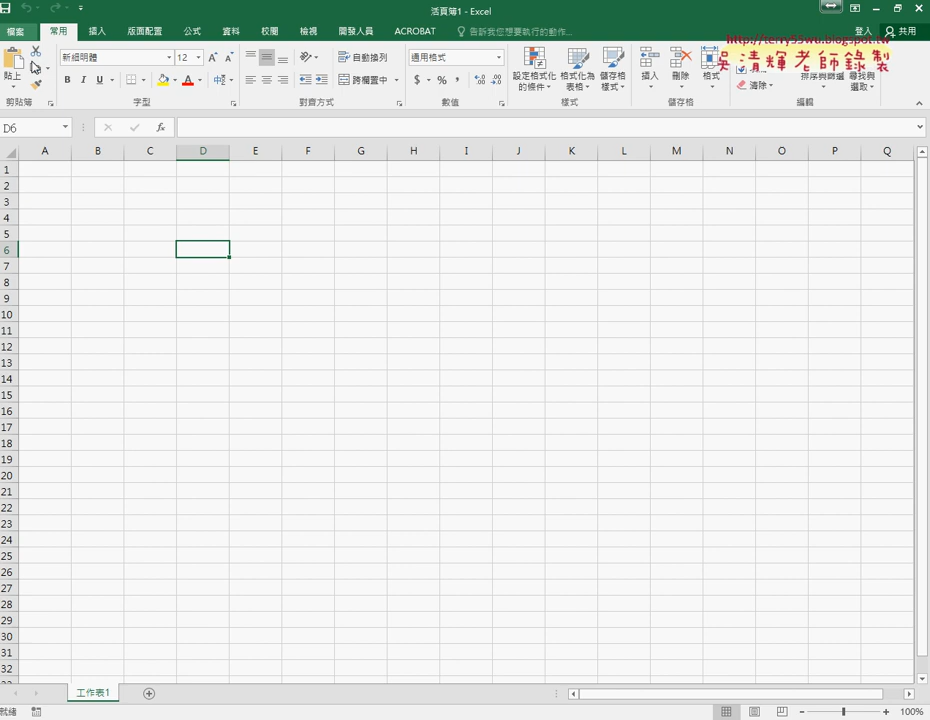 活頁簿1 - Excel
檔案 常用 插入 版面配置 公式 資料 校閱 檢視 開發人員 ACROBAT 告訴我您想要執行的動作... 登入 共用
http://terry55wu.blogspot.tw
吳清輝老師錄製
貼上 新細明體 12 自動換列 通用格式 設定格式化的條件 格式化為表格 儲存格樣式 插入 刪除 格式 排序與篩選 尋找與選取
B I U 跨欄置中 $ % , 清除
剪貼簿 字型 對齊方式 數值 樣式 儲存格 編輯
D6 fx
A B C D E F G H I J K L M N O P Q
1
2
3
4
5
6
7
8
9
10
11
12
13
14
15
16
17
18
19
20
21
22
23
24
25
26
27
28
29
30
31
32
工作表1
就緒 100%